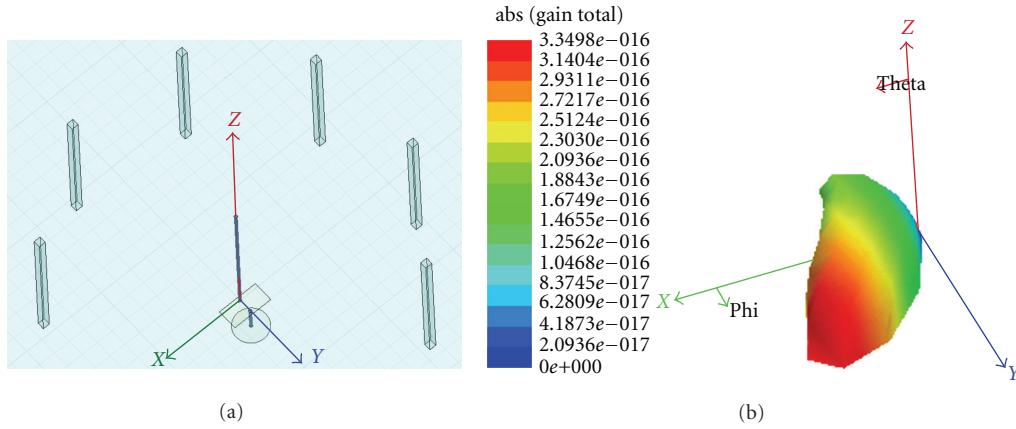 Z
X
Y
(a)
abs (gain total)
3.3498e−016
3.1404e−016
2.9311e−016
2.7217e−016
2.5124e−016
2.3030e−016
2.0936e−016
1.8843e−016
1.6749e−016
1.4655e−016
1.2562e−016
1.0468e−016
8.3745e−017
6.2809e−017
4.1873e−017
2.0936e−017
0e+000
Z
Theta
X
Phi
Y
(b)